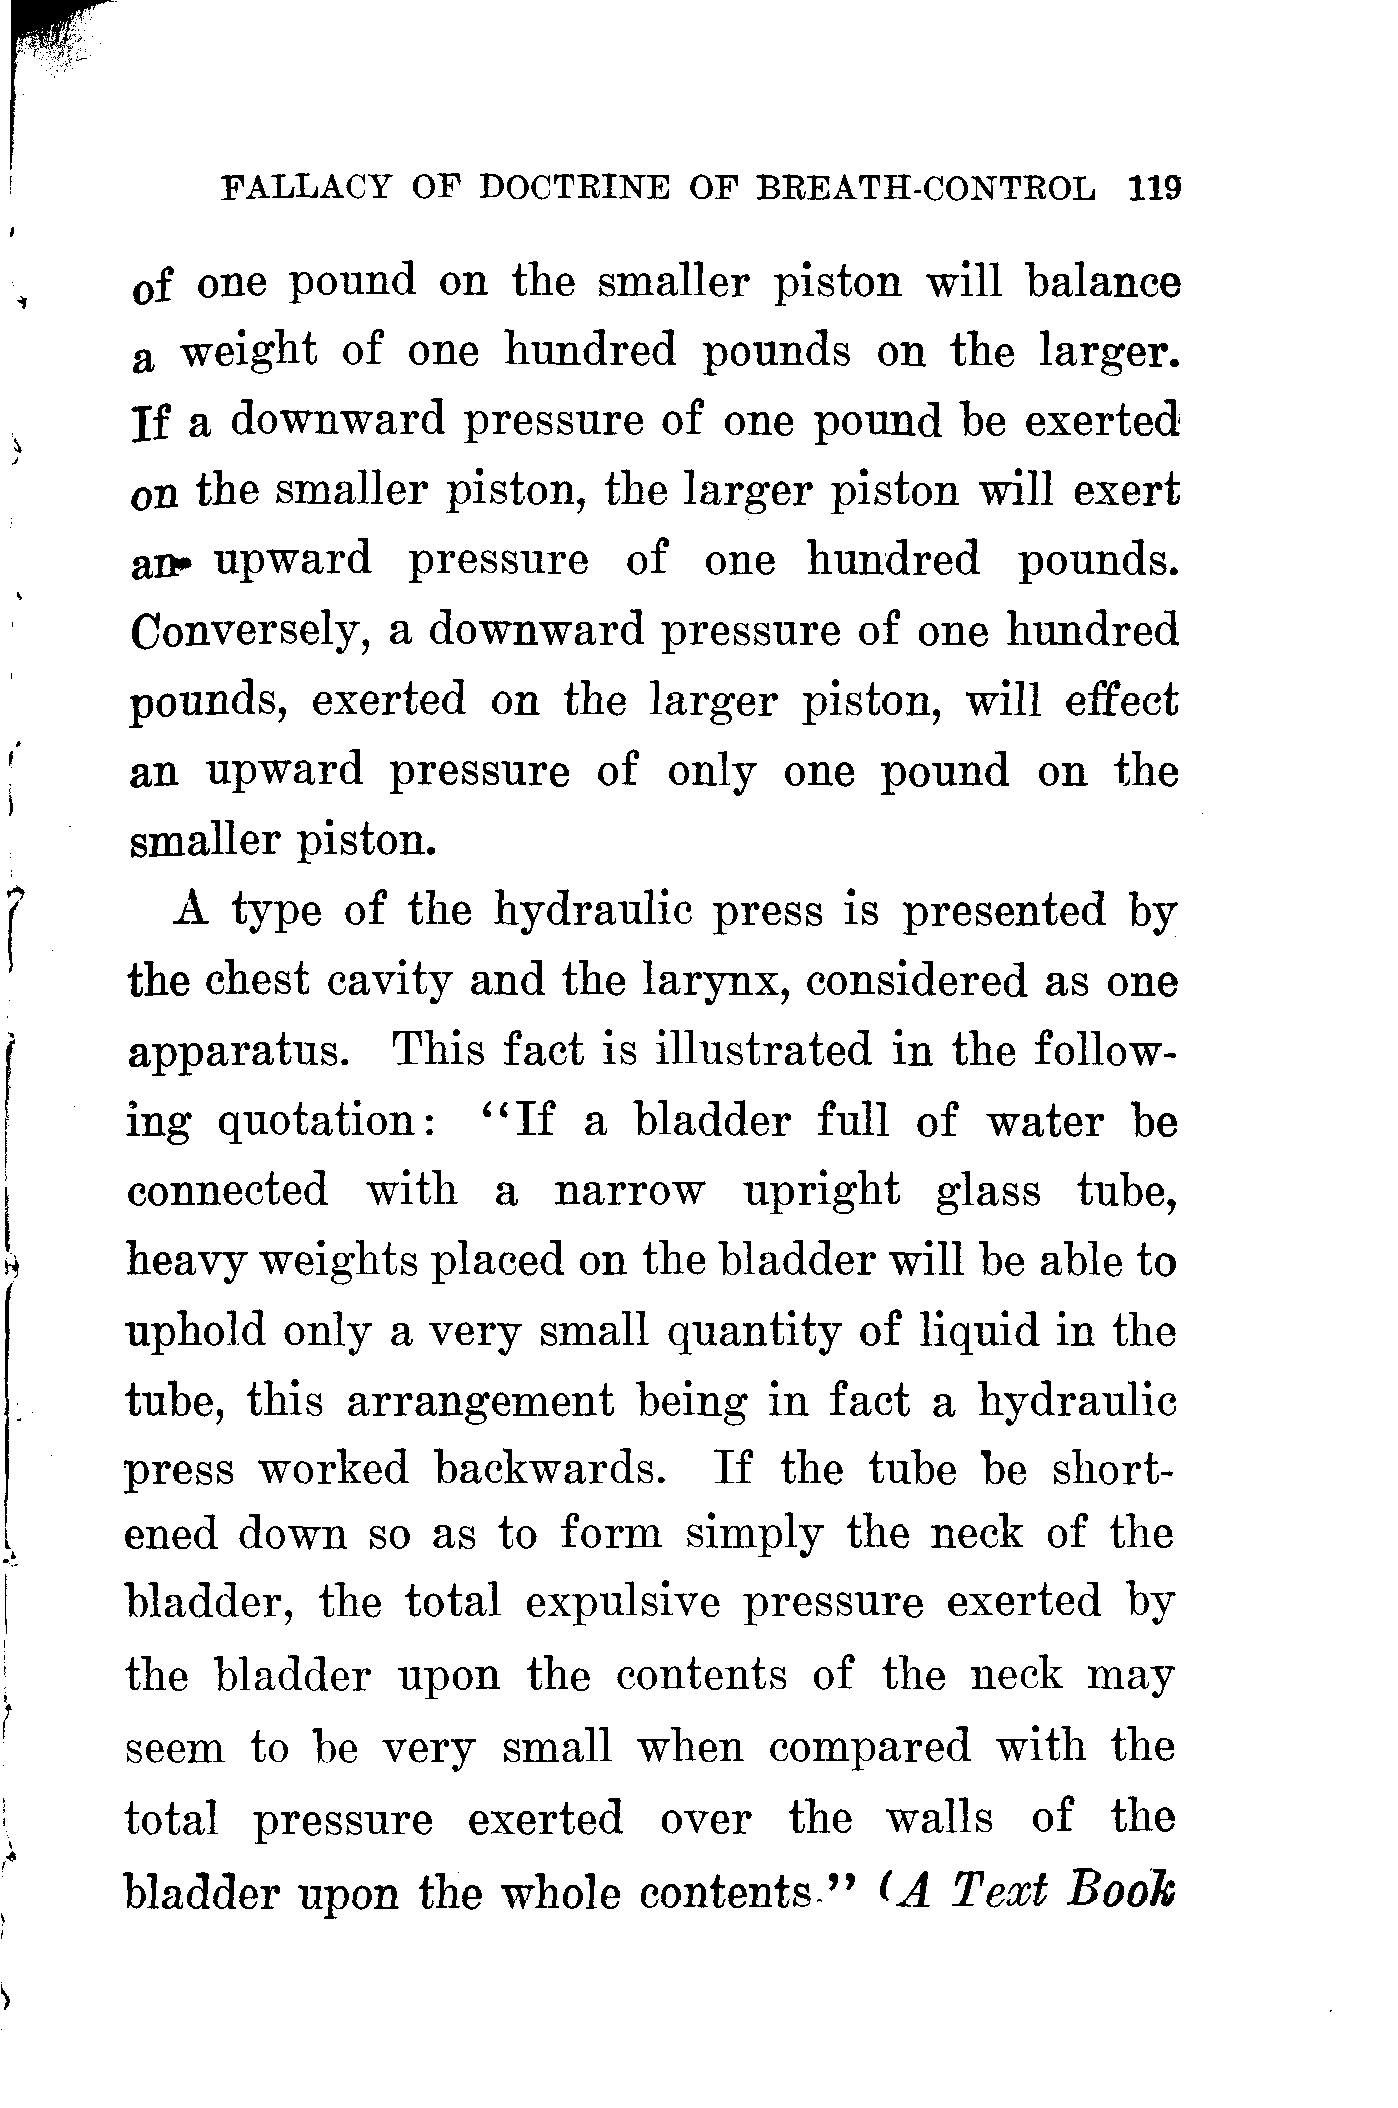 FALLACY OF DOCTRINE OF BREATH-CONTROL 119
of one pound on the smaller piston will balance
a weight of one hundred pounds on the larger.
If a downward pressure of one pound be exerted
on the smaller piston, the larger piston will exert
an upward pressure of one hundred pounds.
Conversely, a downward pressure of one hundred
pounds, exerted on the larger piston, will effect
an upward pressure of only one pound on the
smaller piston.
A type of the hydraulic press is presented by
the chest cavity and the larynx, considered as one
apparatus. This fact is illustrated in the follow-
ing quotation: "If a bladder full of water be
connected with a narrow upright glass tube,
heavy weights placed on the bladder will be able to
uphold only a very small quantity of liquid in the
tube, this arrangement being in fact a hydraulic
press worked backwards. If the tube be short-
ened down so as to form simply the neck of the
bladder, the total expulsive pressure exerted by
the bladder upon the contents of the neck may
seem to be very small when compared with the
total pressure exerted over the walls of the
bladder upon the whole contents." (A Text Book